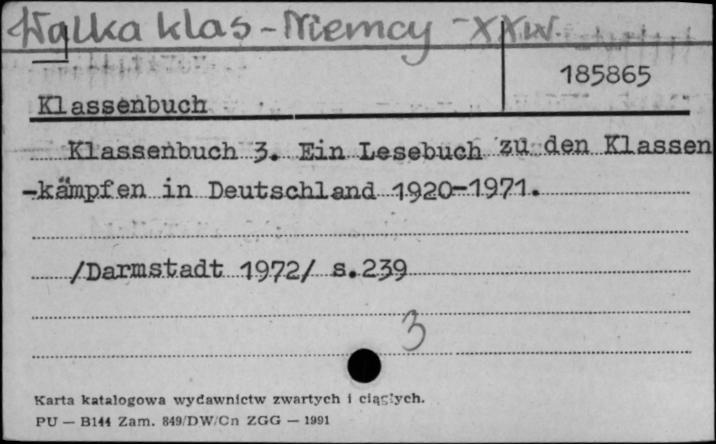 Walka klas - Niemcy - XX w.
185865
Klassenbuch
Klassenbuch 3. Ein Lesebuch zu den Klassen
-kämpfen in Deutschland 1920-1971.
/Darmstadt 1972/ s.239
3
Karta katalogowa wydawnictw zwartych i ciągłych.
PU — B144 Zam. 849/DW/Cn ZGG — 1991